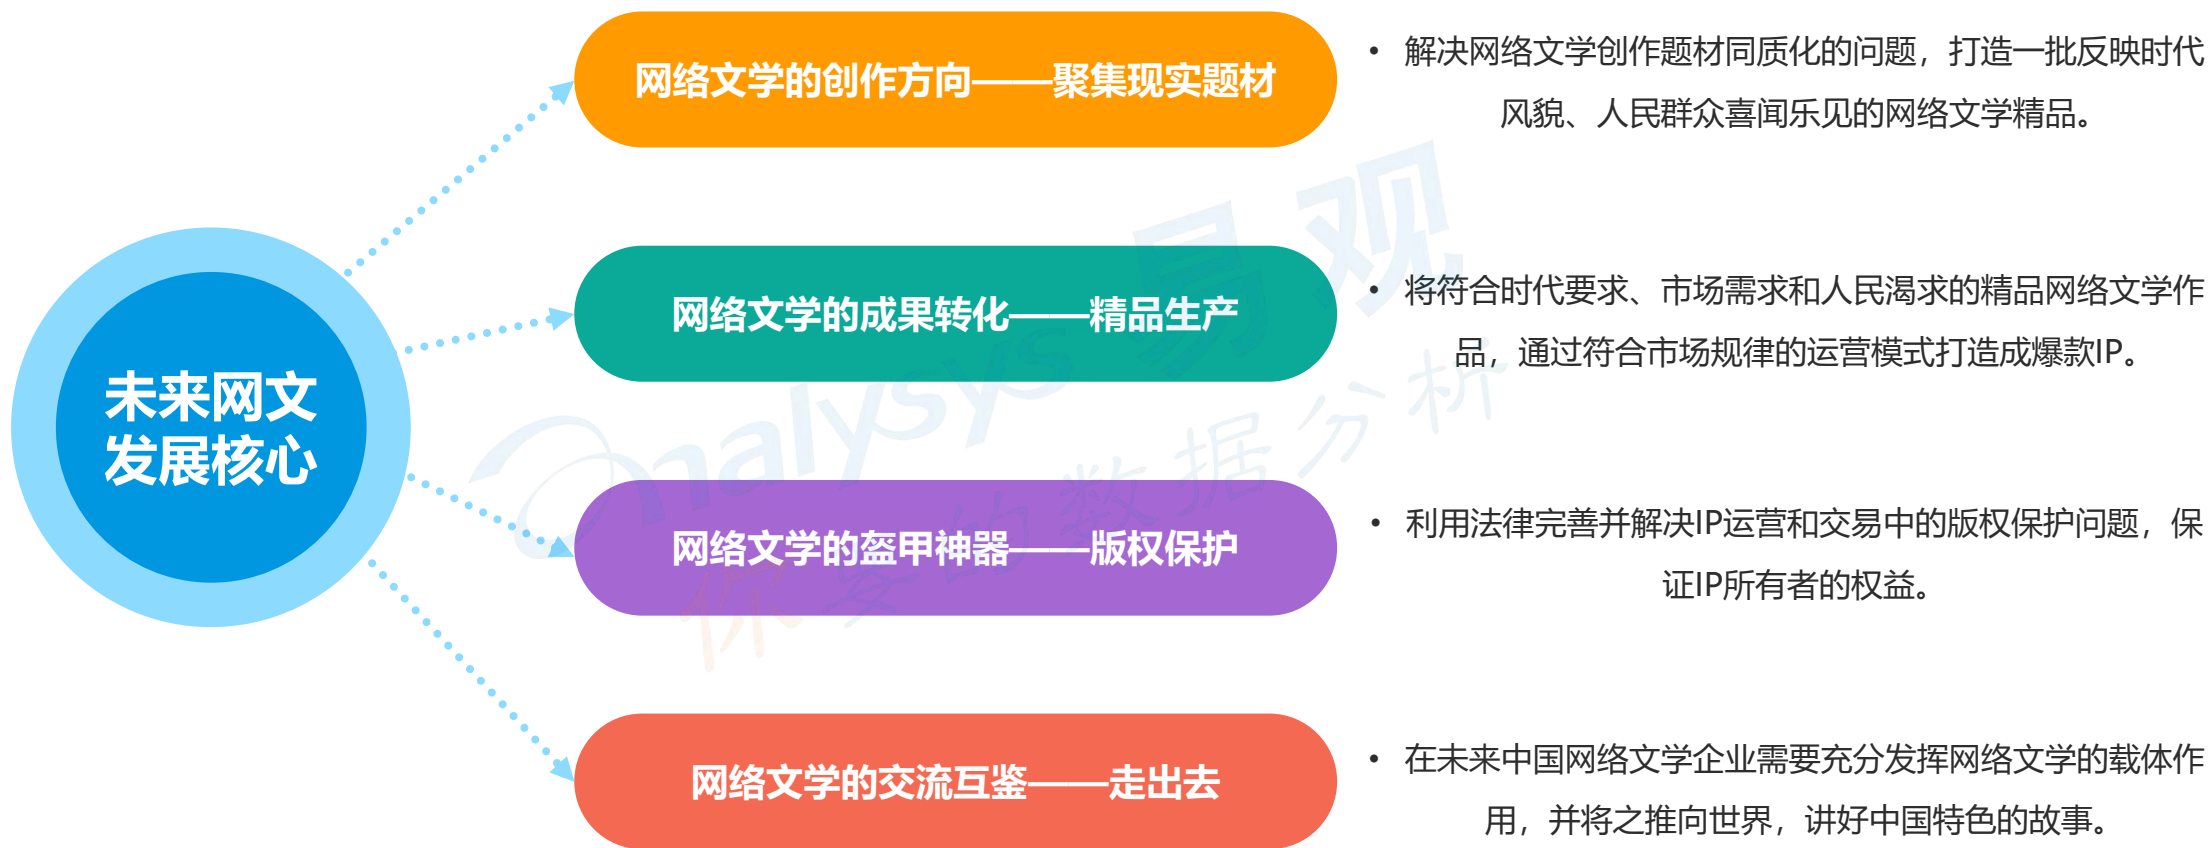 未来网文
发展核心
网络文学的创作方向——聚集现实题材
• 解决网络文学创作题材同质化的问题，打造一批反映时代
风貌、人民群众喜闻乐见的网络文学精品。
网络文学的成果转化——精品生产
• 将符合时代要求、市场需求和人民渴求的精品网络文学作
品，通过符合市场规律的运营模式打造成爆款IP。
网络文学的盔甲神器——版权保护
• 利用法律完善并解决IP运营和交易中的版权保护问题，保
证IP所有者的权益。
网络文学的交流互鉴——走出去
• 在未来中国网络文学企业需要充分发挥网络文学的载体作
用，并将之推向世界，讲好中国特色的故事。
analysys 易观
你要的数据分析